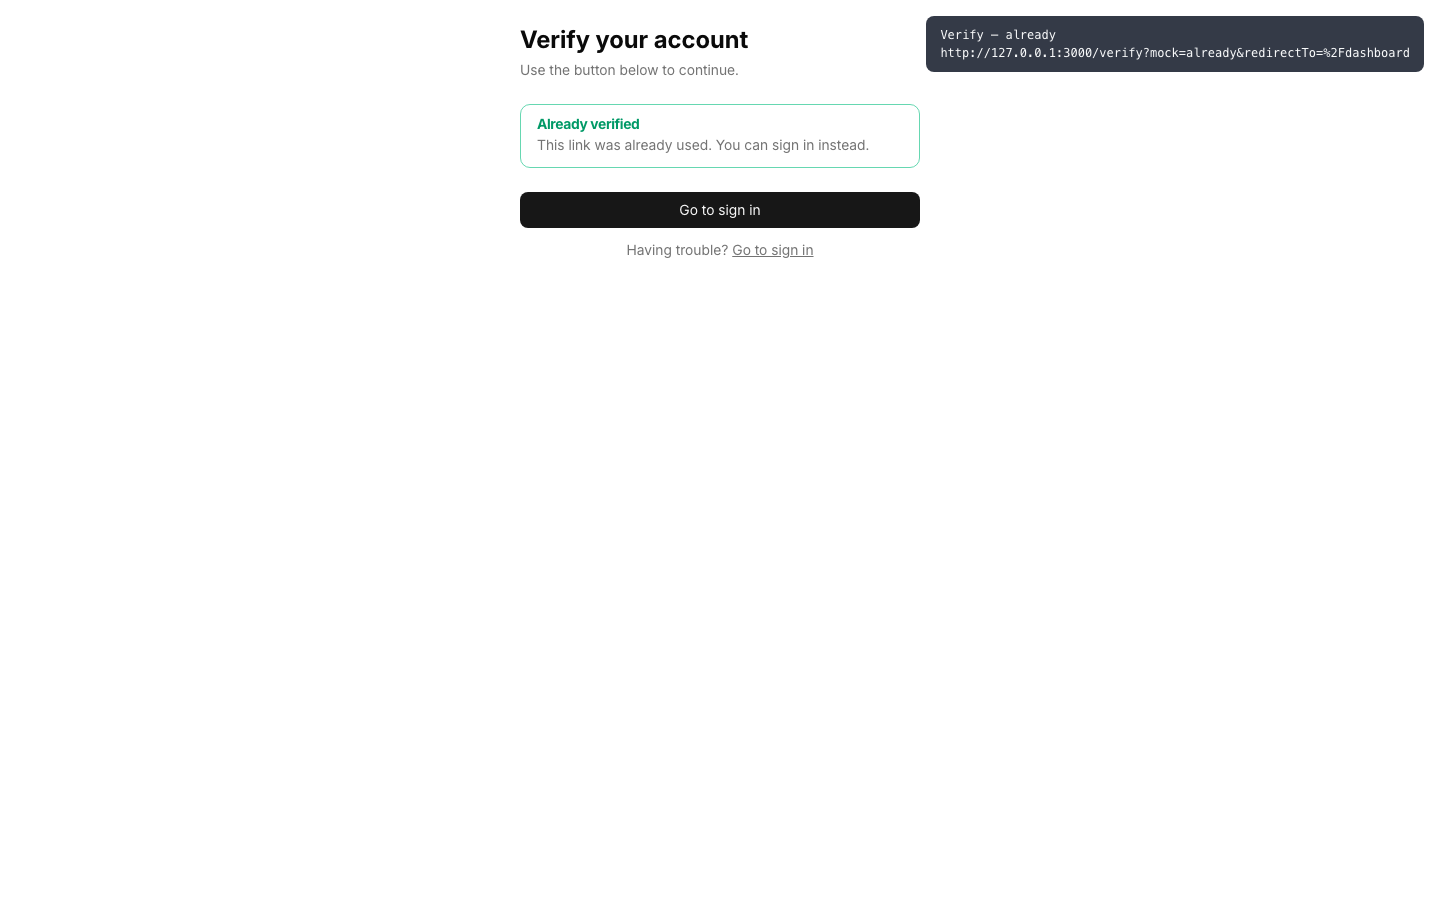 Verify your account
Use the button below to continue.
Already verified
This link was already used. You can sign in instead.
Go to sign in
Having trouble? Go to sign in
Verify — already
http://127.0.0.1:3000/verify?mock=already&redirectTo=%2Fdashboard